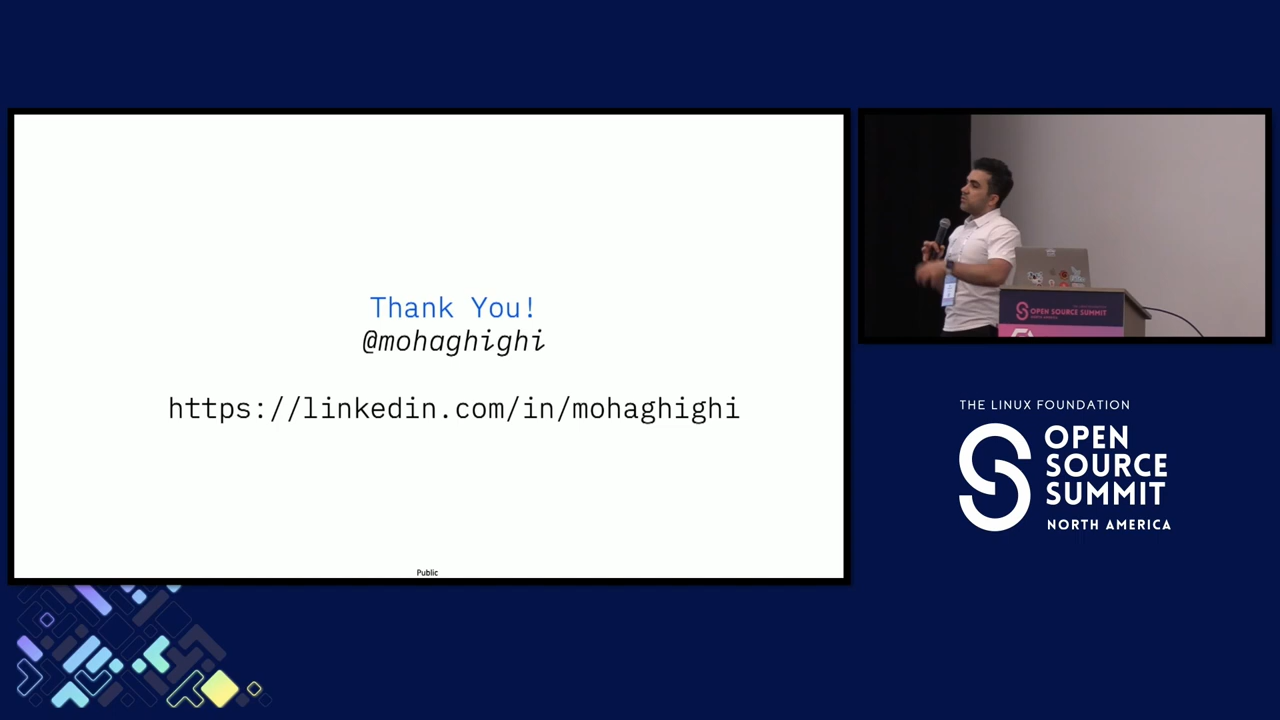 Thank You!
@mohaghighi
https://linkedin.com/in/mohaghighi
Public
OPEN SOURCE SUMMIT
THE LINUX FOUNDATION
OPEN
SOURCE
SUMMIT
NORTH AMERICA